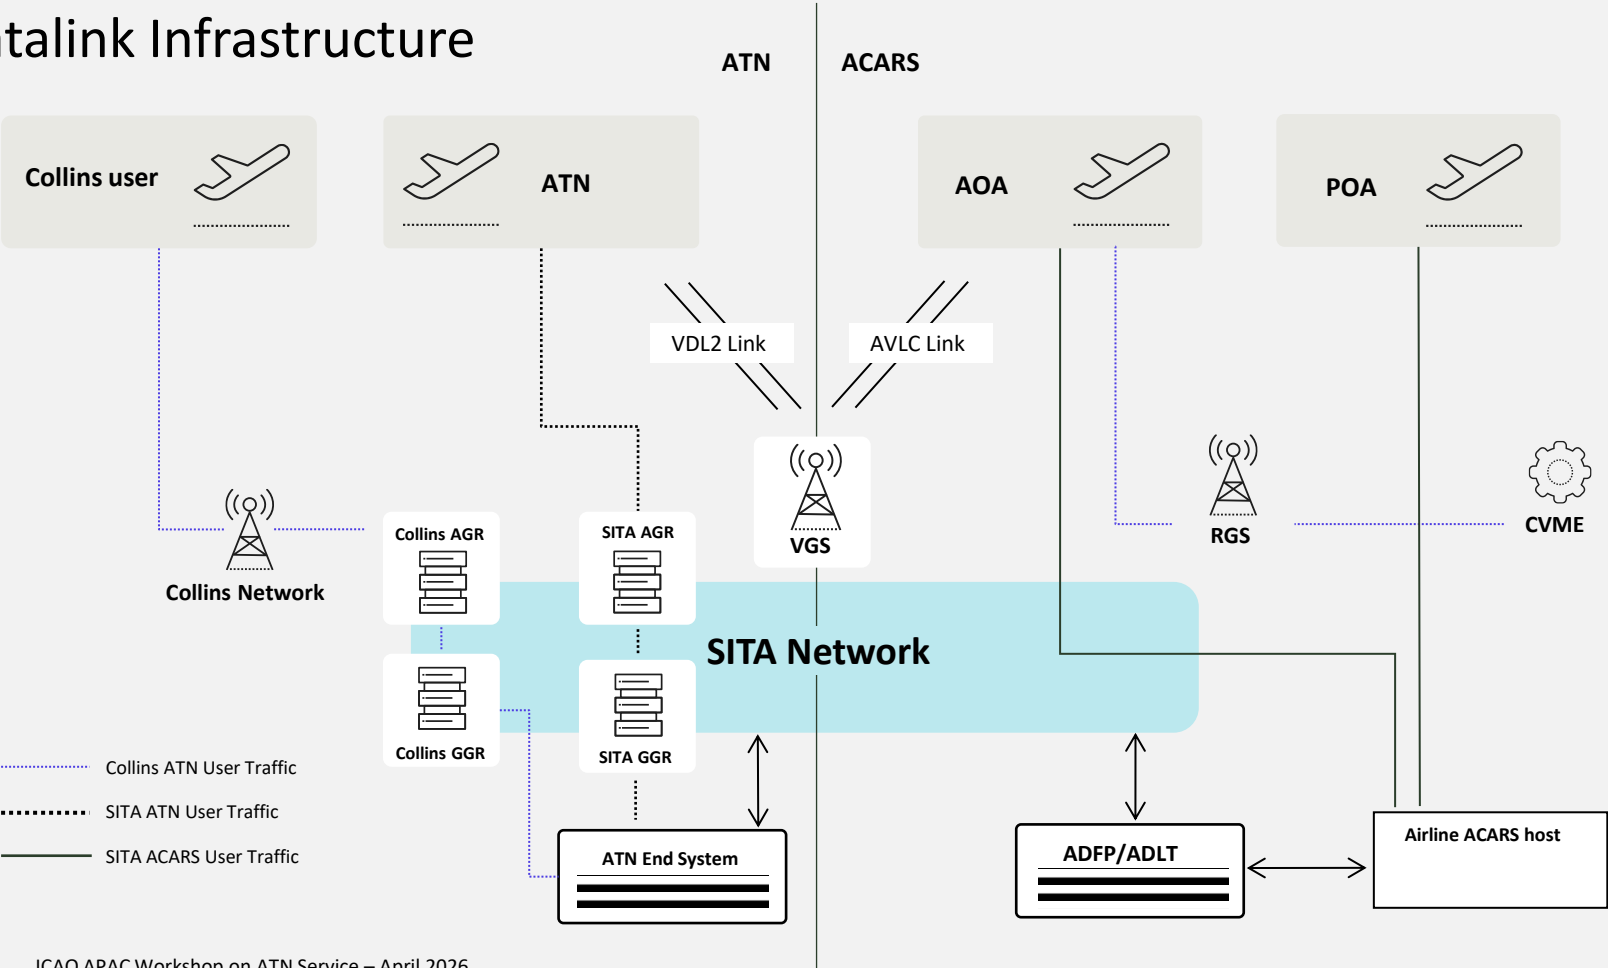 atalink Infrastructure
ATN
ACARS
Collins user
ATN
AOA
POA
VDL2 Link
AVLC Link
Collins AGR
SITA AGR
VGS
RGS
CVME
Collins Network
SITA Network
Collins GGR
SITA GGR
Collins ATN User Traffic
SITA ATN User Traffic
SITA ACARS User Traffic
ATN End System
ADFP/ADLT
Airline ACARS host
ICAO APAC Workshop on ATN Service – April 2026